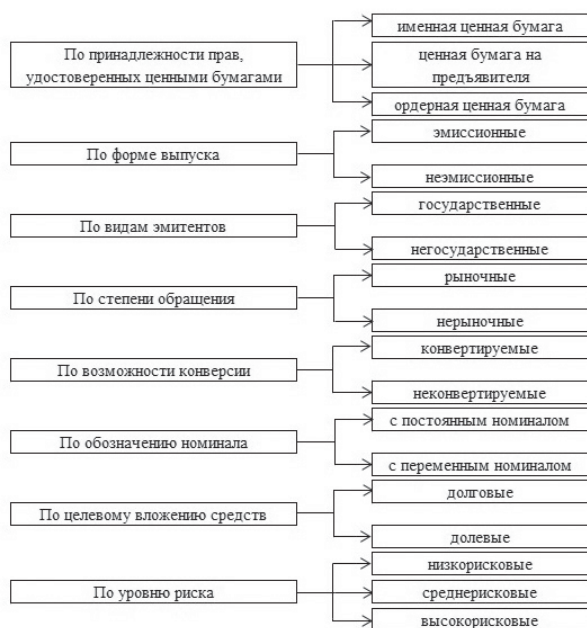 именная ценная бумага
По принадлежности прав,
удостоверенных ценными бумагами
ценная бумага на
предъявителя
ордерная ценная бумага
По форме выпуска
эмиссионные
неэмиссионные
По видам эмитентов
государственные
негосударственные
По степени обращения
рыночные
нерыночные
По возможности конверсии
конвертируемые
неконвертируемые
По обозначению номинала
с постоянным номиналом
с переменным номиналом
По целевому вложению средств
долговые
долевые
По уровню риска
низкорисковые
среднерисковые
высокорисковые